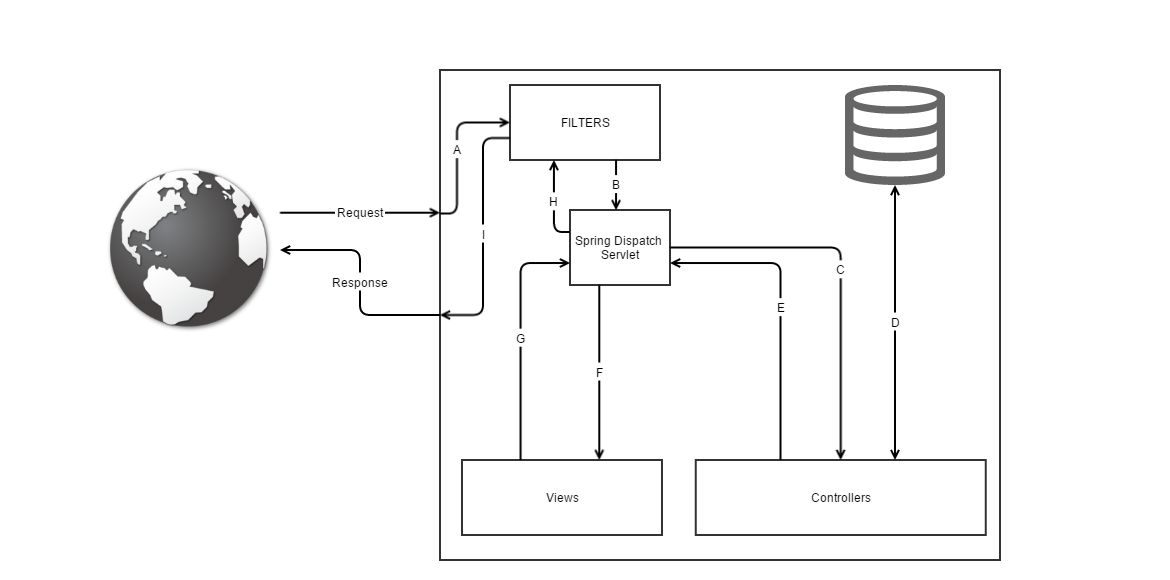 FILTERS
A
B
H
Request
I
Spring Dispatch
Servlet
C
Response
E
D
G
F
Views
Controllers